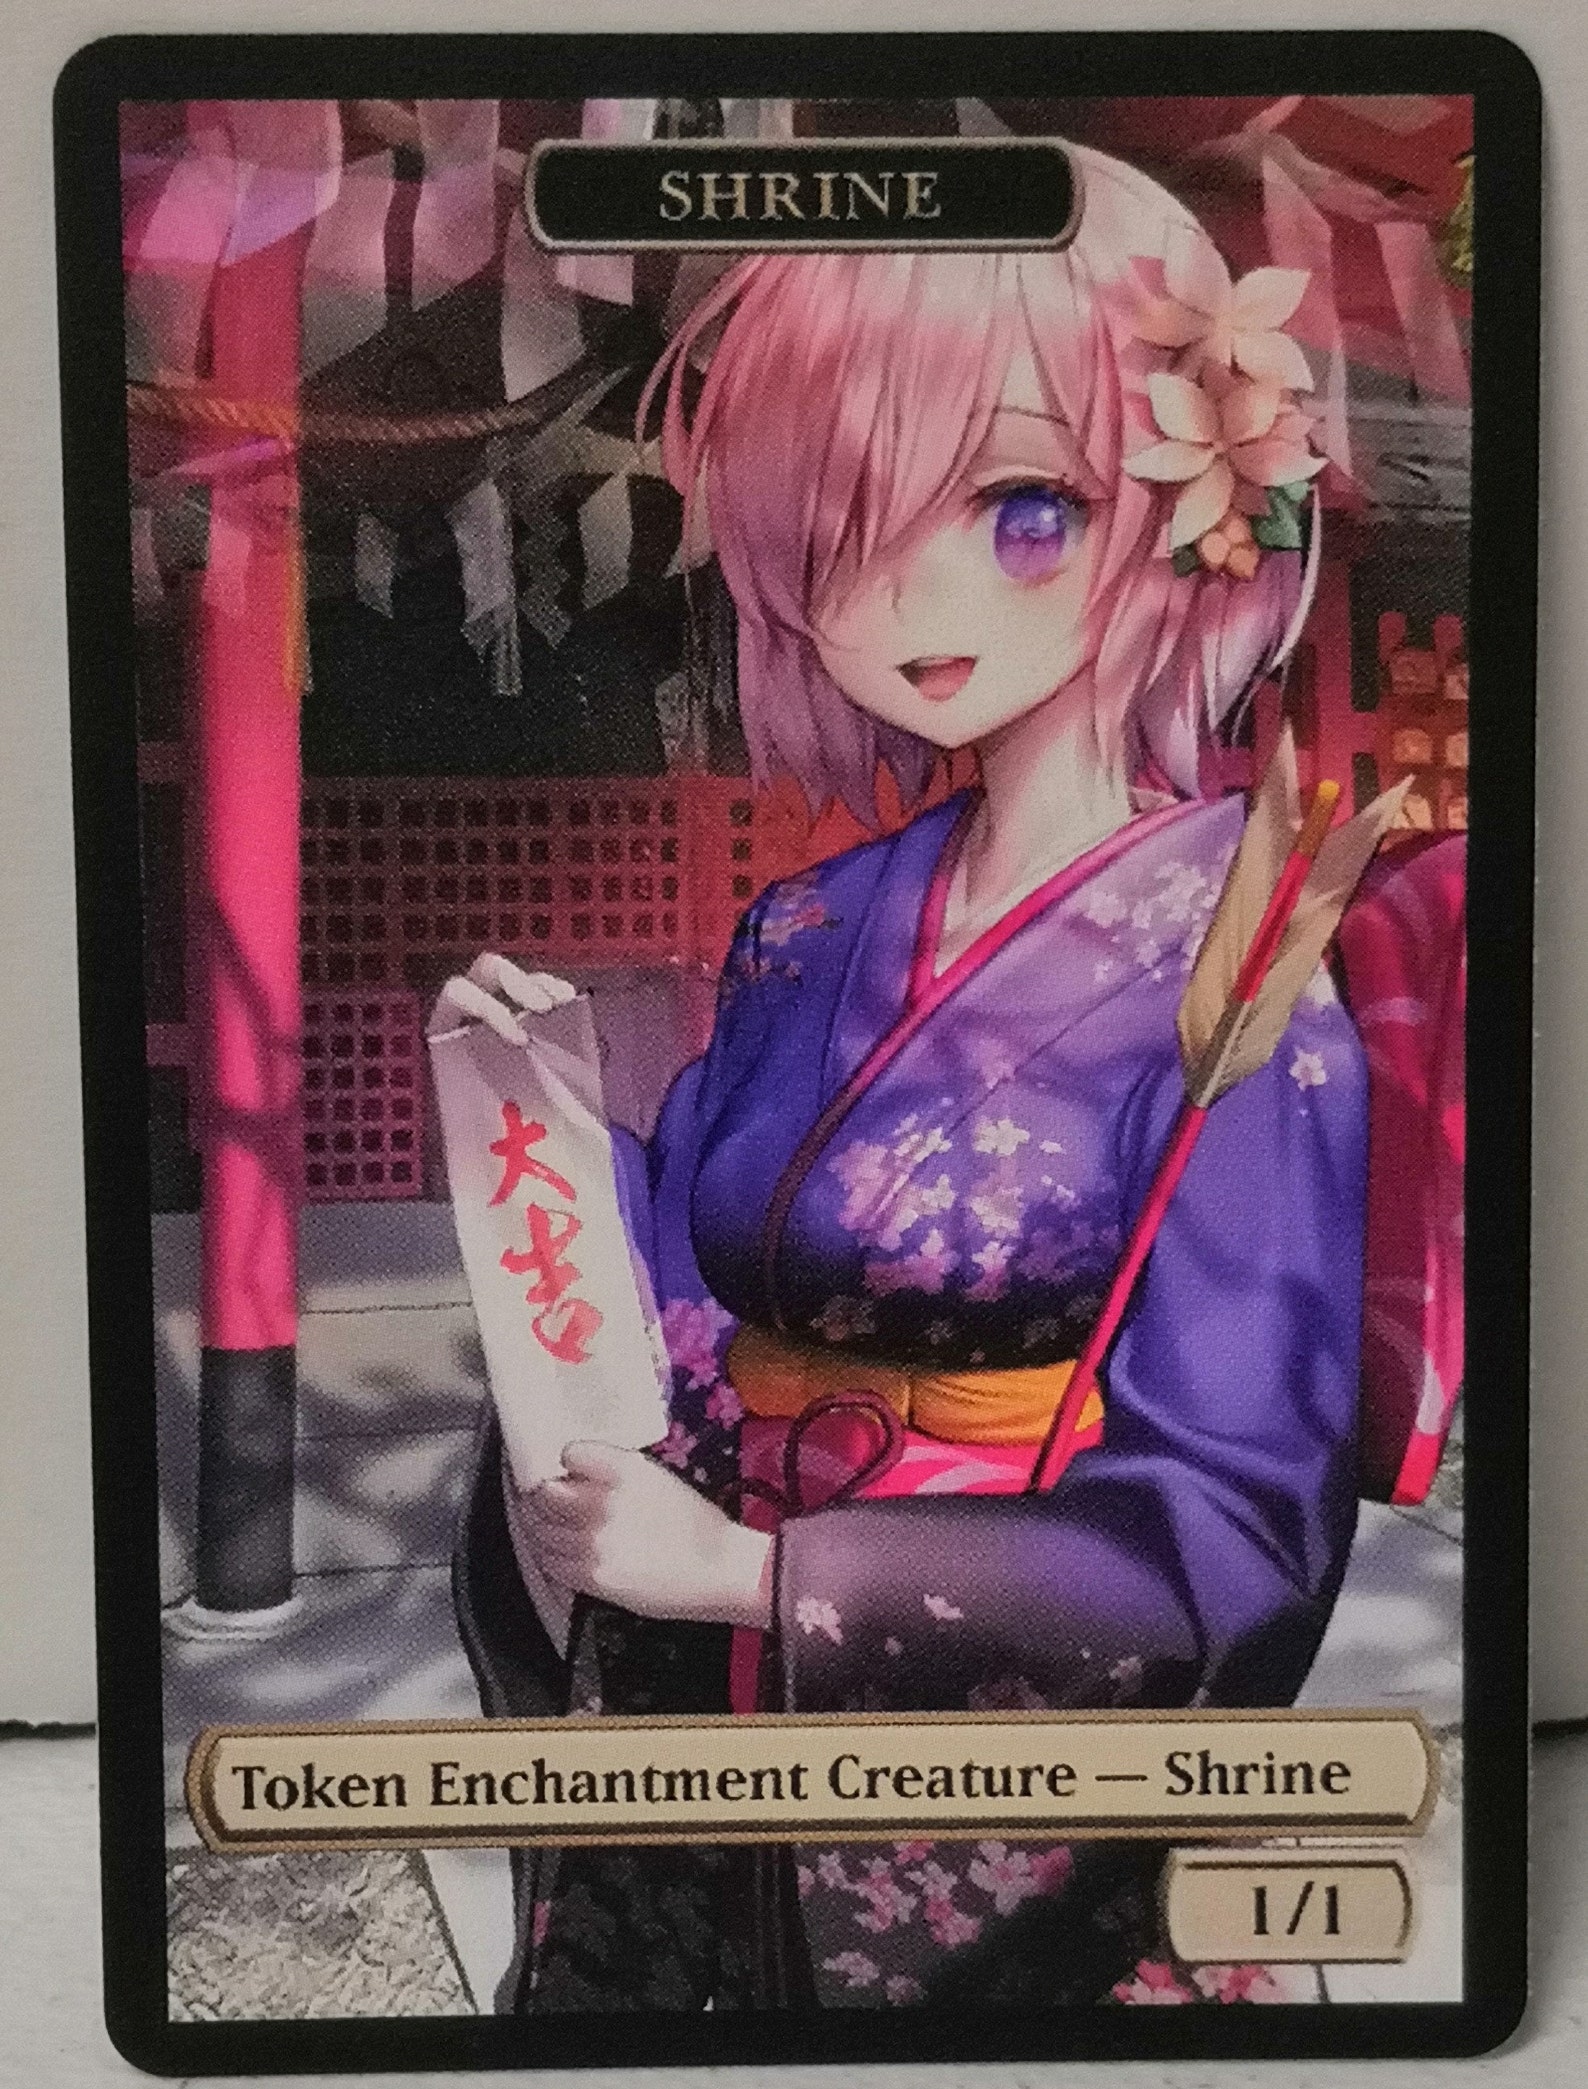 SHRINE
大吉
Token Enchantment Creature — Shrine
1/1